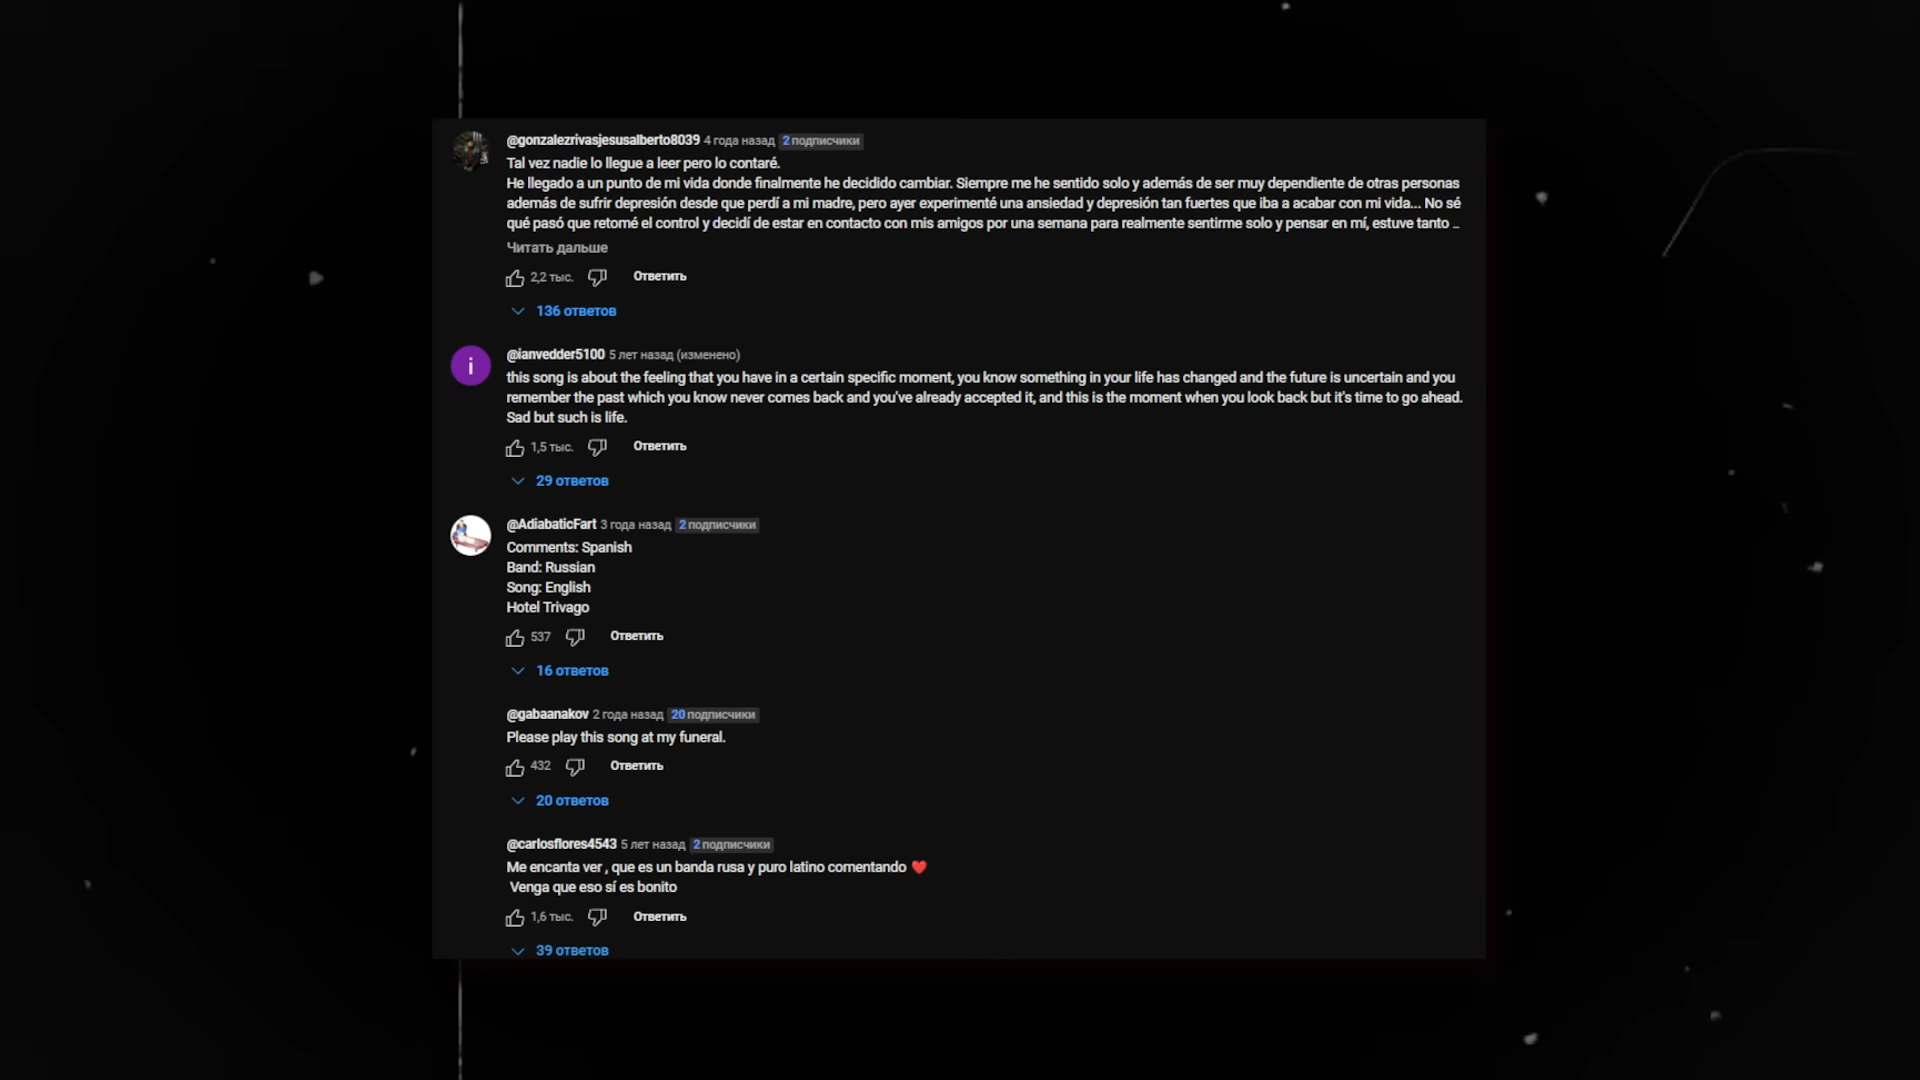 @gonzalezrivasjesusalberto8039 4 года назад 2 подписчики
Tal vez nadie lo llegue a leer pero lo contaré.
He llegado a un punto de mi vida donde finalmente he decidido cambiar. Siempre me he sentido solo y además de ser muy dependiente de otras personas
además de sufrir depresión desde que perdí a mi madre, pero ayer experimenté una ansiedad y depresión tan fuertes que iba a acabar con mi vida... No sé
qué pasó que retomé el control y decidí de estar en contacto con mis amigos por una semana para realmente sentirme solo y pensar en mí, estuve tanto ...
Читать дальше
2,2 тыс. Ответить
136 ответов
i
@ianvedder5100 5 лет назад (изменено)
this song is about the feeling that you have in a certain specific moment, you know something in your life has changed and the future is uncertain and you
remember the past which you know never comes back and you've already accepted it, and this is the moment when you look back but it's time to go ahead.
Sad but such is life.
1,5 тыс. Ответить
29 ответов
@AdiabaticFart 3 года назад 2 подписчики
Comments: Spanish
Band: Russian
Song: English
Hotel Trivago
537 Ответить
16 ответов
@gabaanakov 2 года назад 20 подписчики
Please play this song at my funeral.
432 Ответить
20 ответов
@carlosflores4543 5 лет назад 2 подписчики
Me encanta ver , que es un banda rusa y puro latino comentando ❤️
Venga que eso sí es bonito
1,6 тыс. Ответить
39 ответов